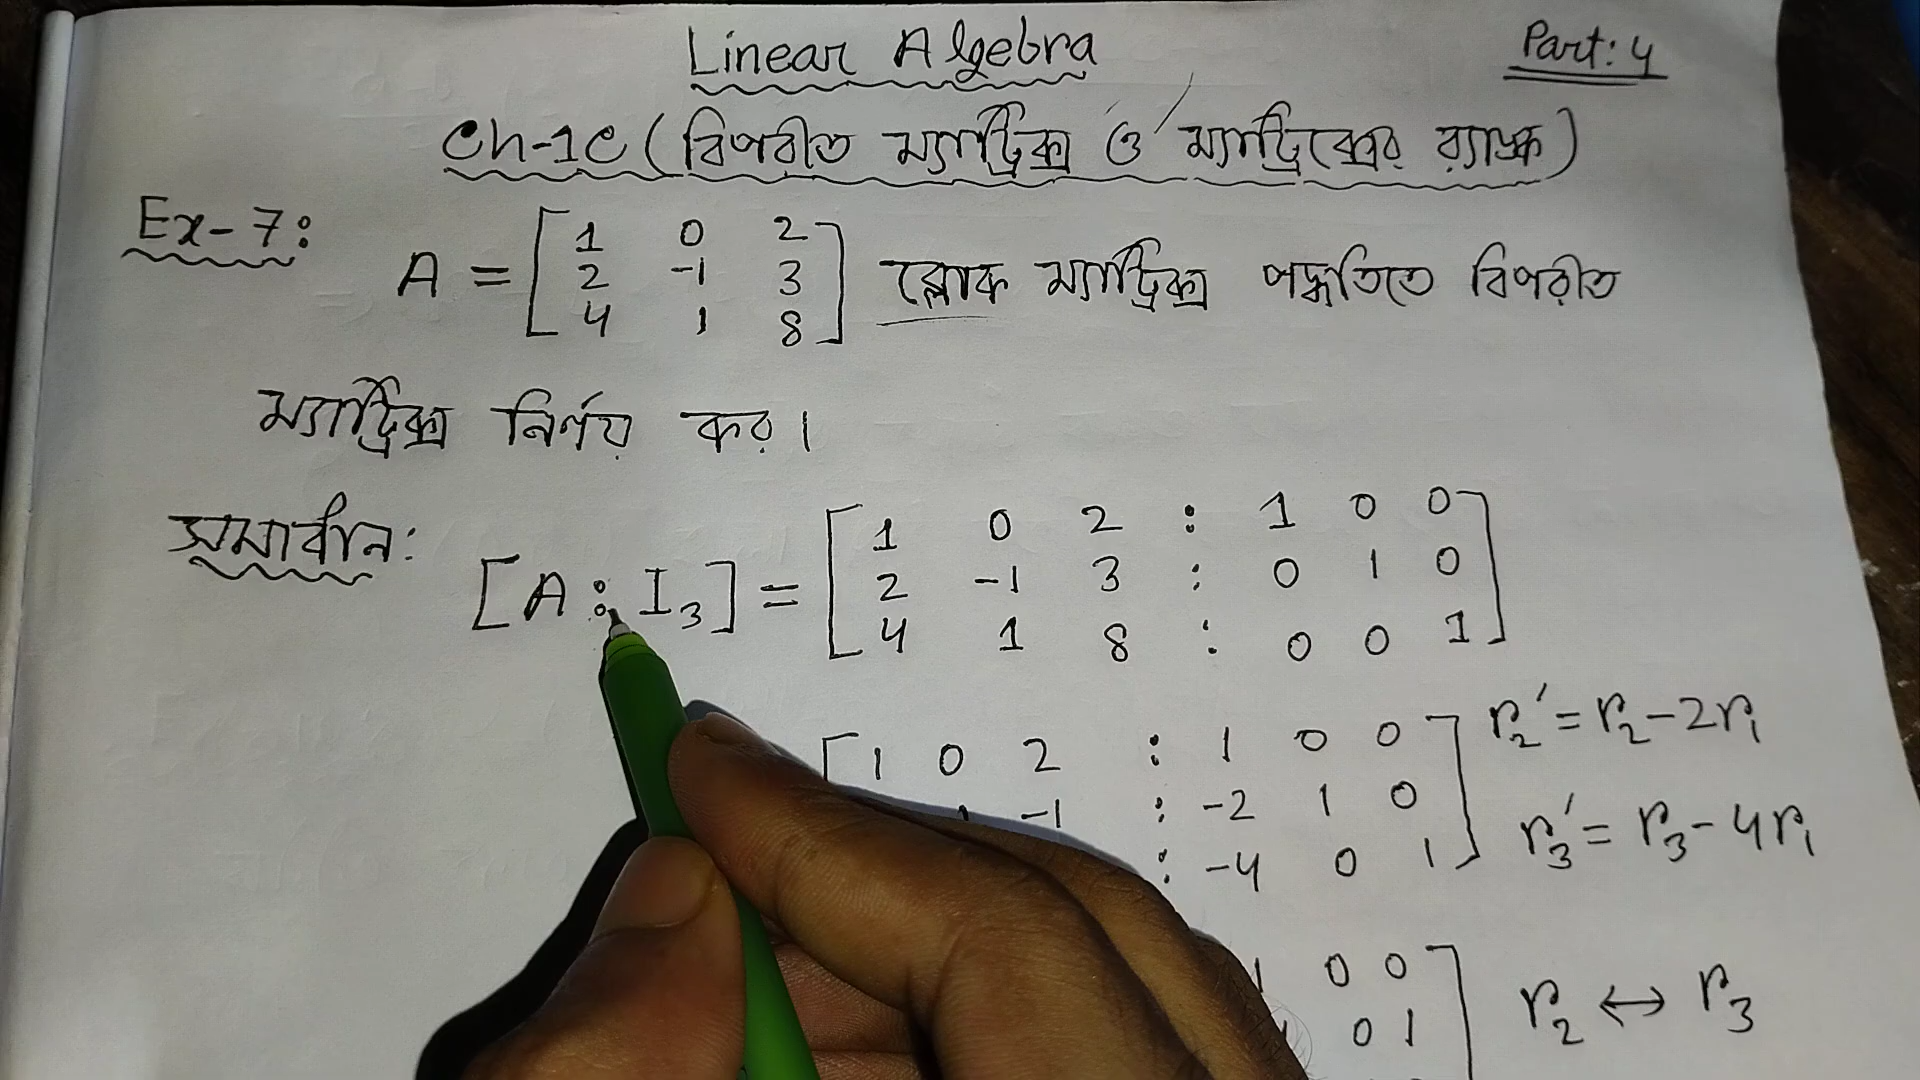 Linear Algebra
Part: 4
Ch-1C (বিপরীত ম্যাট্রিক্স ও ম্যাট্রিক্সের র‍্যাঙ্ক)
Ex-7:
A = [1 0 2
2 -1 3
4 1 8] ব্লোক ম্যাট্রিক্স পদ্ধতিতে বিপরীত
ম্যাট্রিক্স নির্ণয় কর।
সমাধান:
[A : I₃] = [1 0 2 : 1 0 0
2 -1 3 : 0 1 0
4 1 8 : 0 0 1]
[1 0 2 : 1 0 0] r₂' = r₂ - 2r₁
-1 : -2 1 0
: -4 0 1 r₃' = r₃ - 4r₁
0 0
0 1 r₂ ↔ r₃